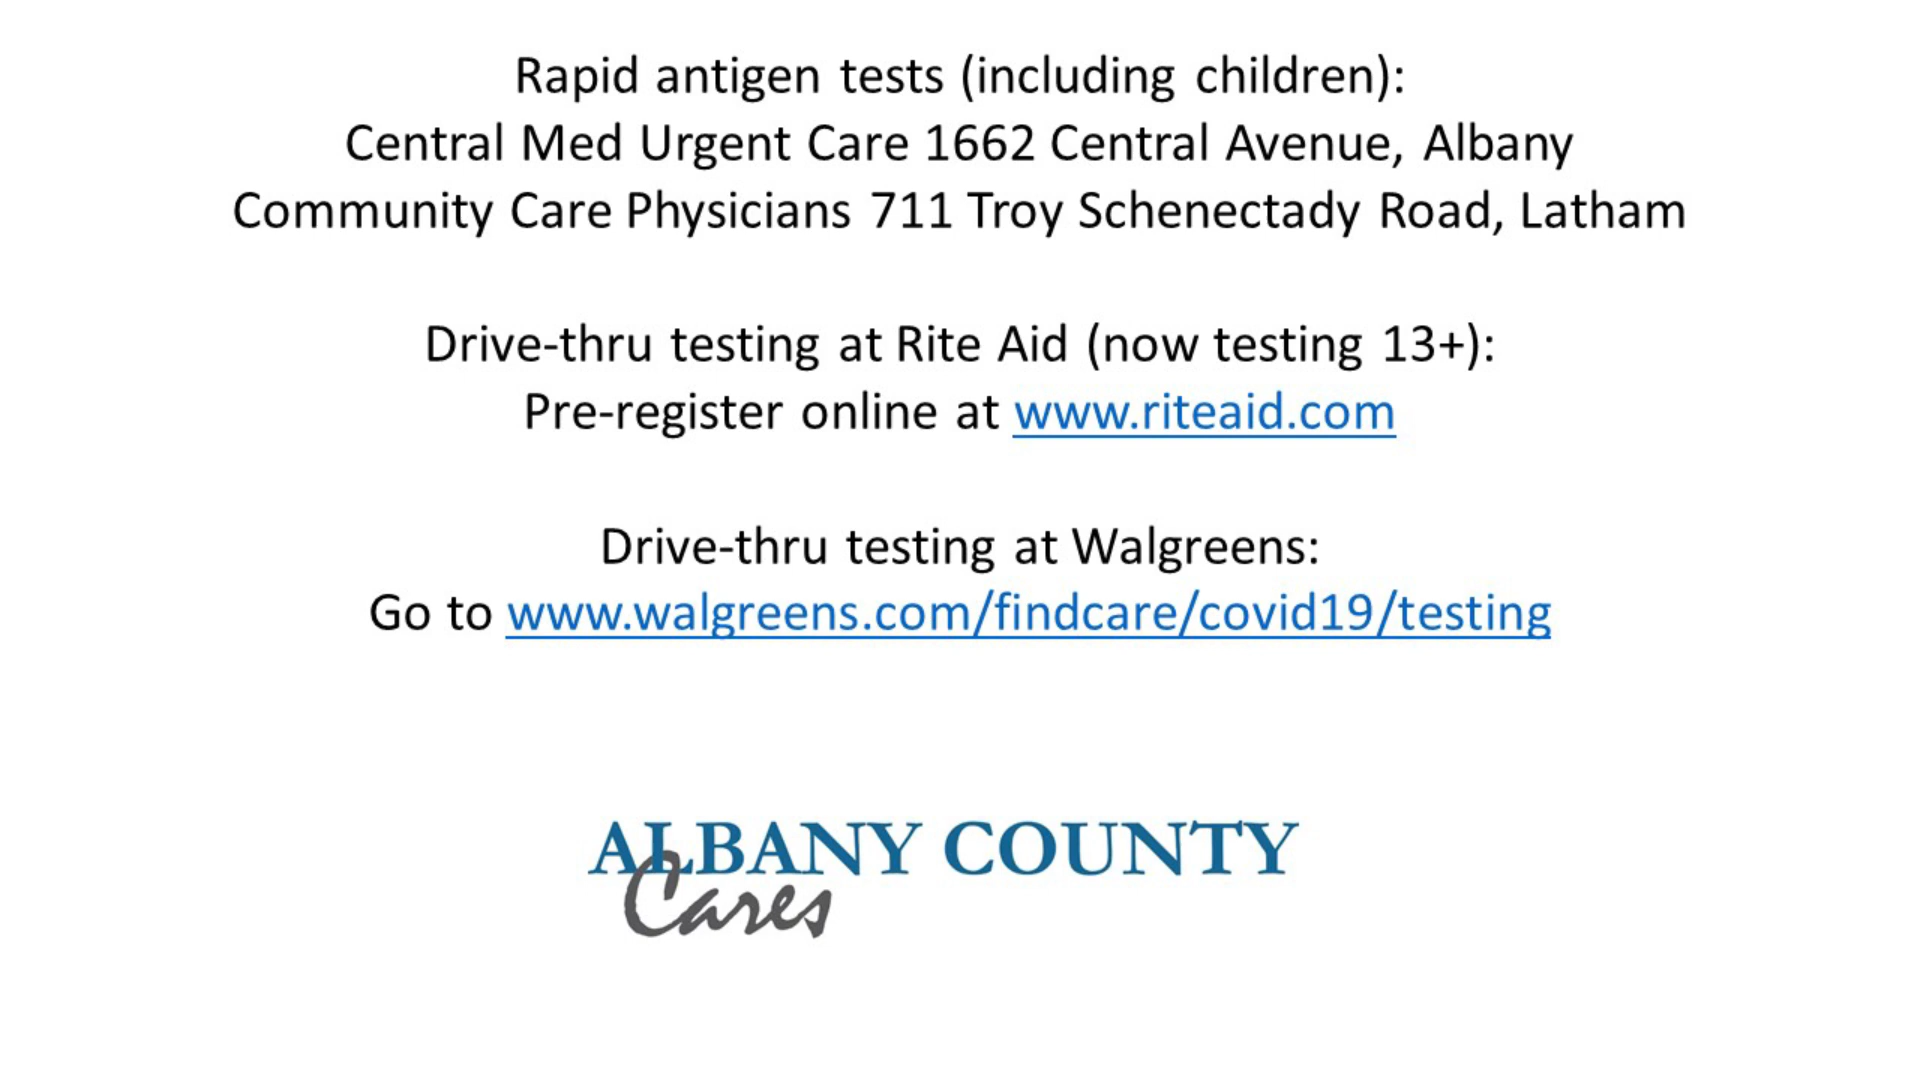 Rapid antigen tests (including children):
Central Med Urgent Care 1662 Central Avenue, Albany
Community Care Physicians 711 Troy Schenectady Road, Latham
Drive-thru testing at Rite Aid (now testing 13+):
Pre-register online at www.riteaid.com
Drive-thru testing at Walgreens:
Go to www.walgreens.com/findcare/covid19/testing
ALBANY COUNTY
Cares